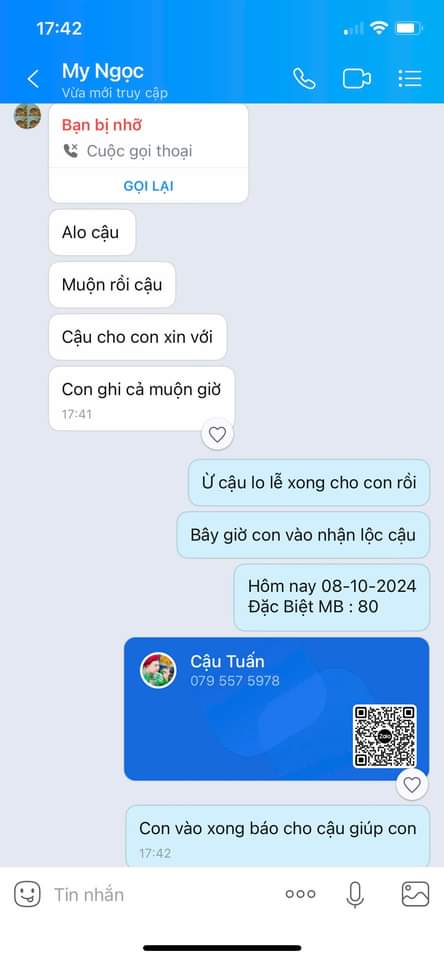 17:42
My Ngọc
Vừa mới truy cập
Bạn bị nhỡ
Cuộc gọi thoại
GỌI LẠI
Alo cậu
Muộn rồi cậu
Cậu cho con xin với
Con ghi cả muộn giờ
17:41
Ừ cậu lo lễ xong cho con rồi
Bây giờ con vào nhận lộc cậu
Hôm nay 08-10-2024
Đặc Biệt MB : 80
Cậu Tuấn
079 557 5978
Zalo
Con vào xong báo cho cậu giúp con
17:42
Tin nhắn